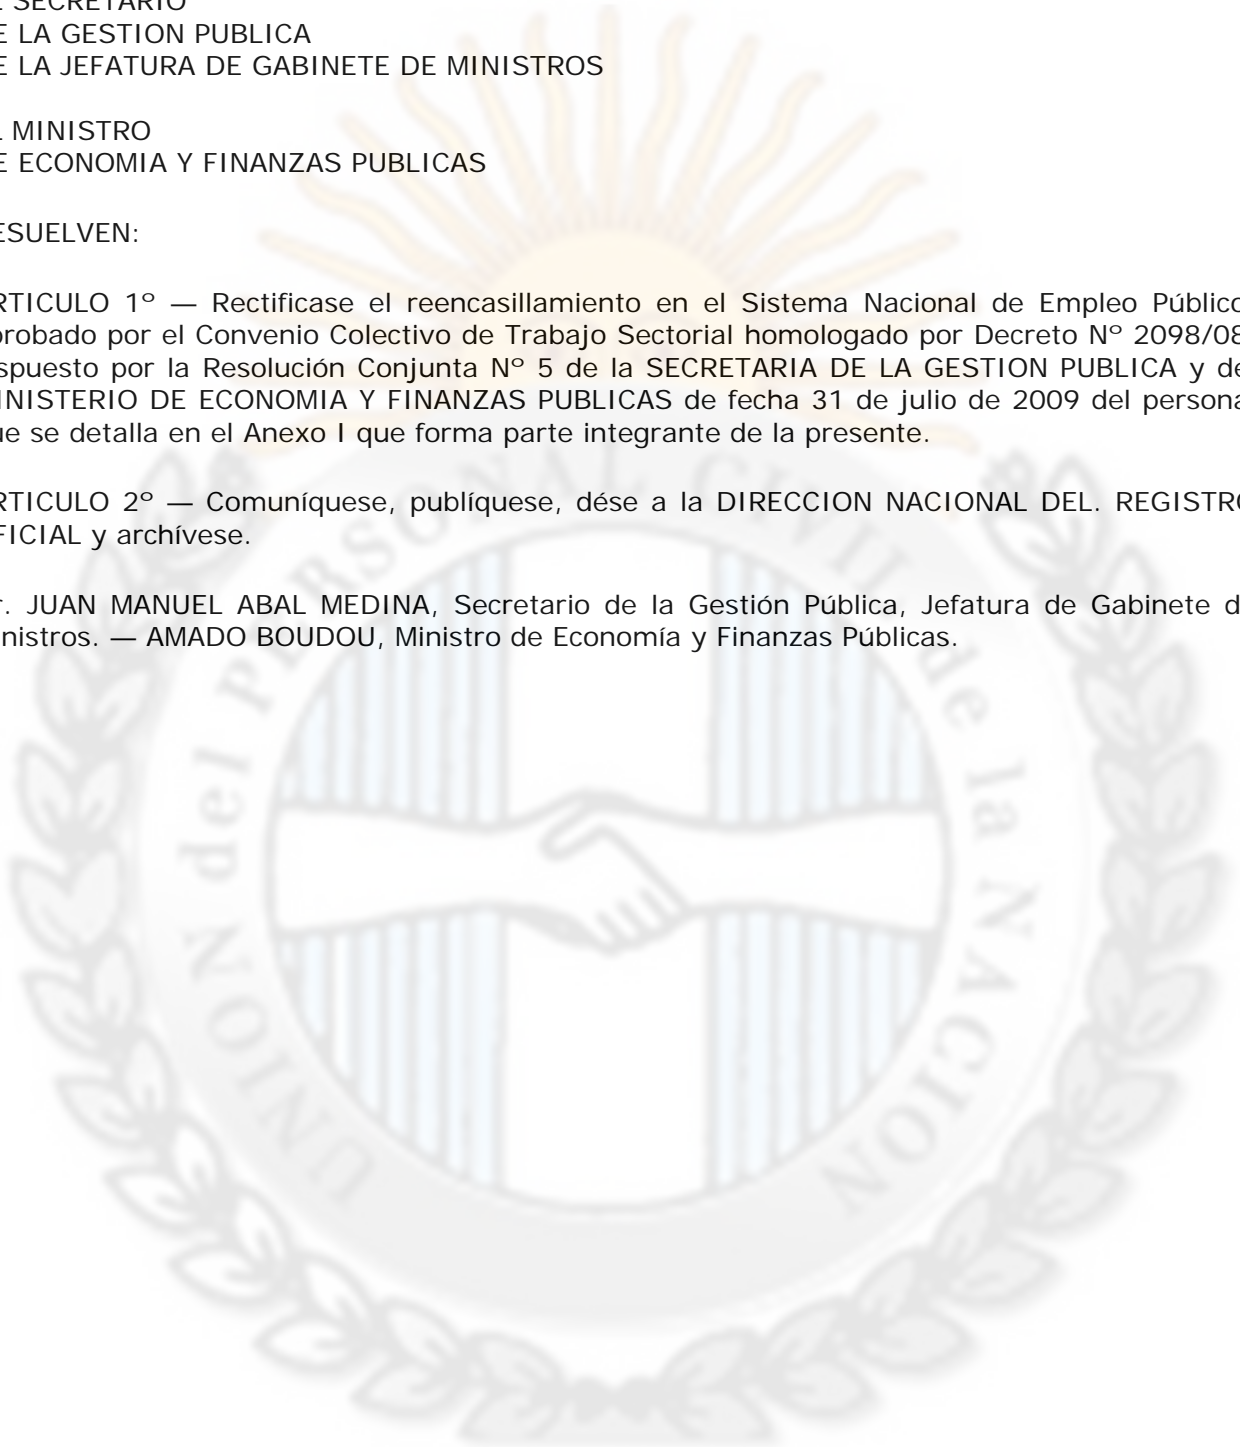 E SECRETARIO
E LA GESTION PUBLICA
E LA JEFATURA DE GABINETE DE MINISTROS
L MINISTRO
E ECONOMIA Y FINANZAS PUBLICAS
ESUELVEN:
RTICULO 1º — Rectificase el reencasillamiento en el Sistema Nacional de Empleo Público
probado por el Convenio Colectivo de Trabajo Sectorial homologado por Decreto Nº 2098/08
spuesto por la Resolución Conjunta Nº 5 de la SECRETARIA DE LA GESTION PUBLICA y de
INISTERIO DE ECONOMIA Y FINANZAS PUBLICAS de fecha 31 de julio de 2009 del persona
ue se detalla en el Anexo I que forma parte integrante de la presente.
RTICULO 2º — Comuníquese, publíquese, dése a la DIRECCION NACIONAL DEL. REGISTRO
FICIAL y archívese.
r. JUAN MANUEL ABAL MEDINA, Secretario de la Gestión Pública, Jefatura de Gabinete d
inistros. — AMADO BOUDOU, Ministro de Economía y Finanzas Públicas.
UNION del PERSONAL CIVIL de la NACION